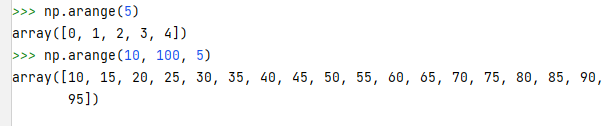 >>> np.arange(5)
array([0, 1, 2, 3, 4])
>>> np.arange(10, 100, 5)
array([10, 15, 20, 25, 30, 35, 40, 45, 50, 55, 60, 65, 70, 75, 80, 85, 90,
       95])